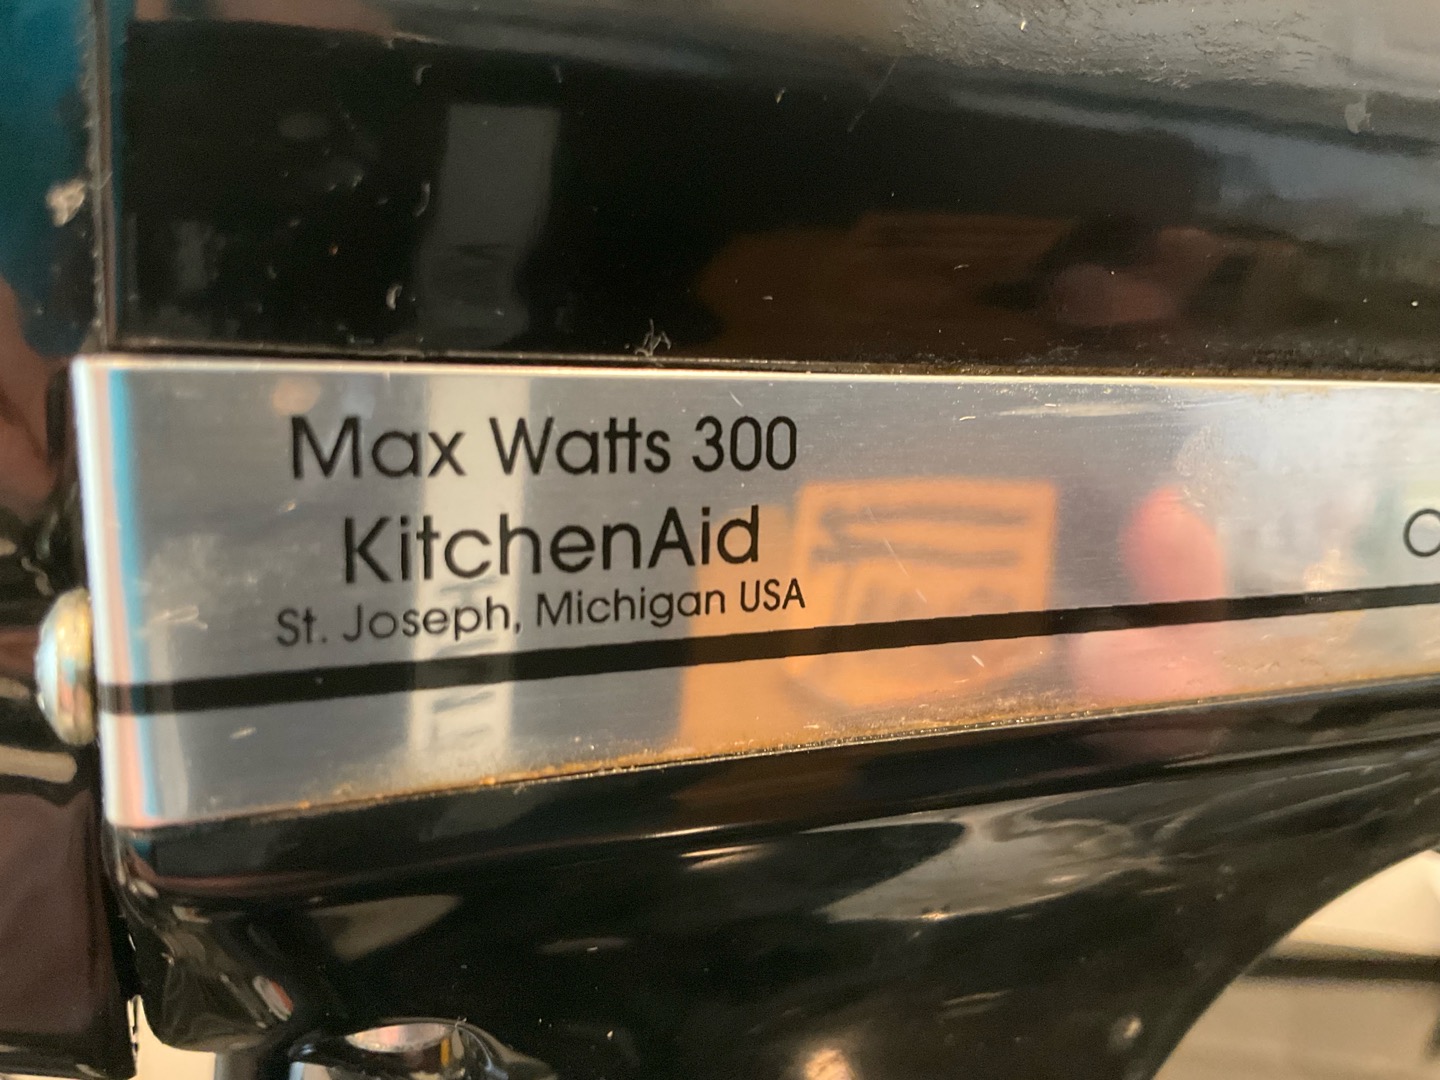 Max Watts 300
KitchenAid
St. Joseph, Michigan USA